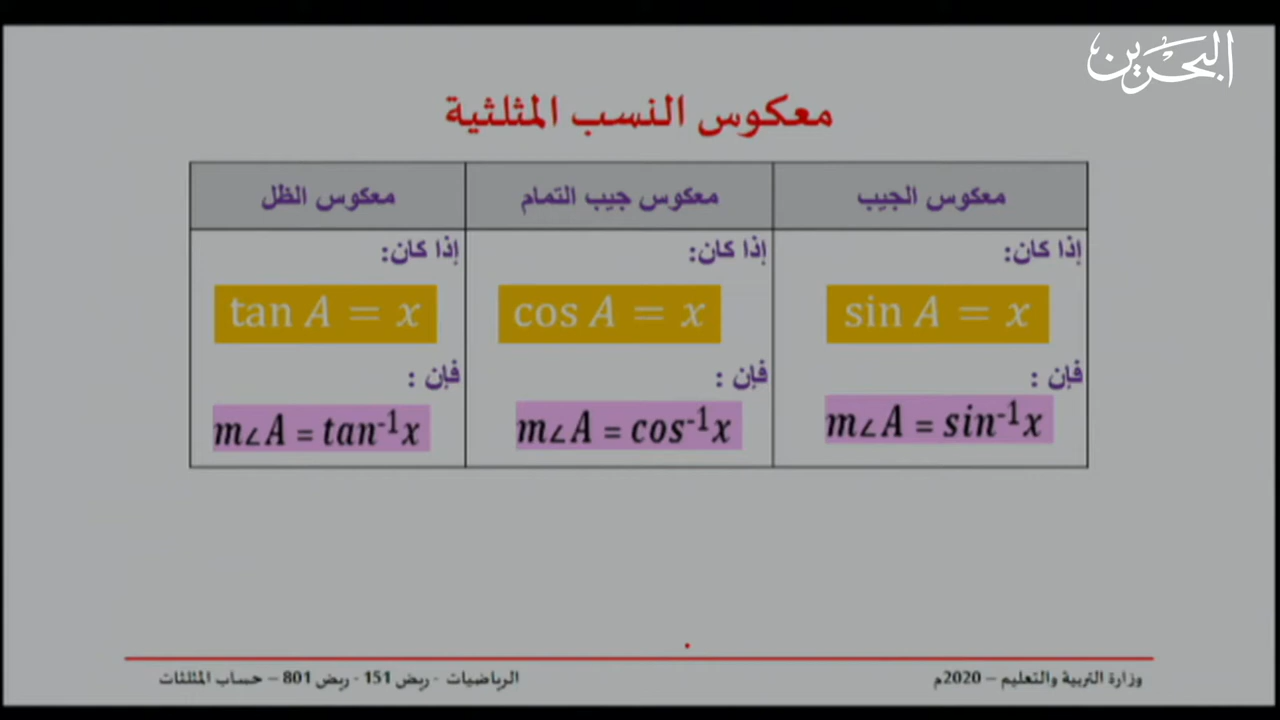 البحرين
معكوس النسب المثلثية
معكوس الجيب
معكوس جيب التمام
معكوس الظل
إذا كان:
sin A = x
فإن :
m∠A = sin⁻¹x
إذا كان:
cos A = x
فإن :
m∠A = cos⁻¹x
إذا كان:
tan A = x
فإن :
m∠A = tan⁻¹x
وزارة التربية والتعليم – 2020م
الرياضيات - ريض 151 - ريض 801 – حساب المثلثات